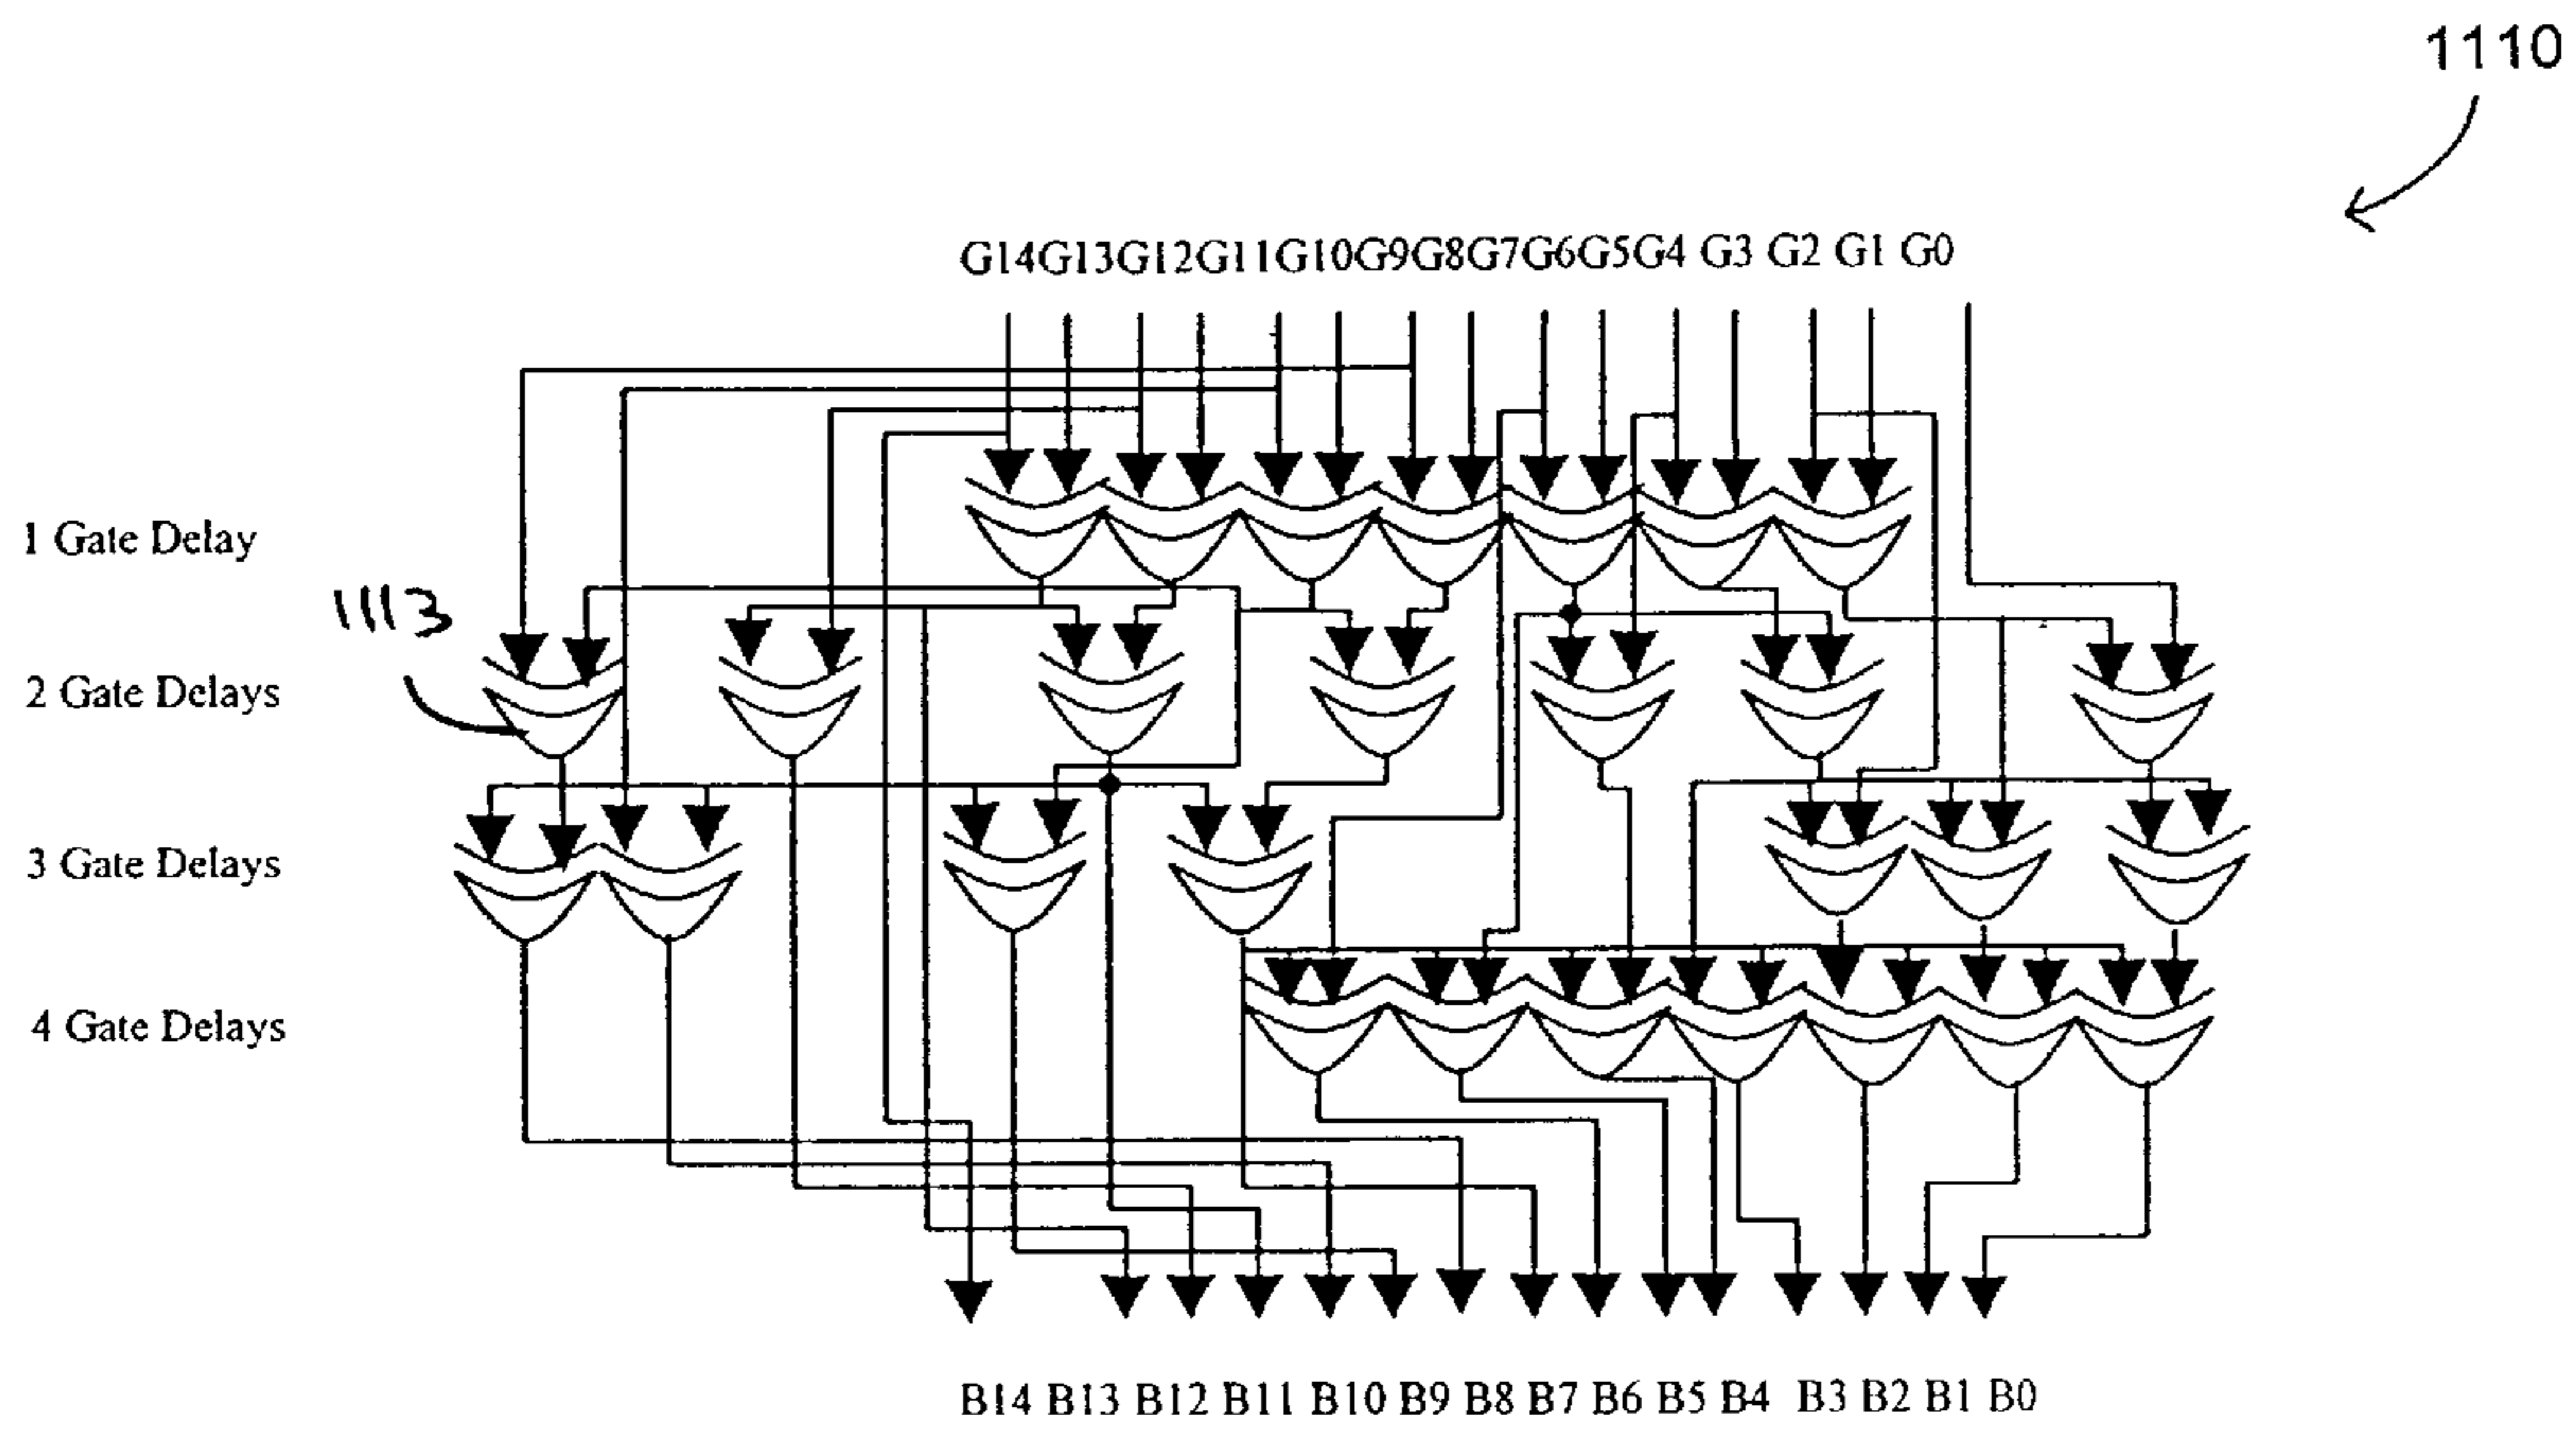 1110
G14G13G12G11G10G9G8G7G6G5G4 G3 G2 G1 G0
1 Gate Delay
1113
2 Gate Delays
3 Gate Delays
4 Gate Delays
B14 B13 B12 B11 B10 B9 B8 B7 B6 B5 B4 B3 B2 B1 B0